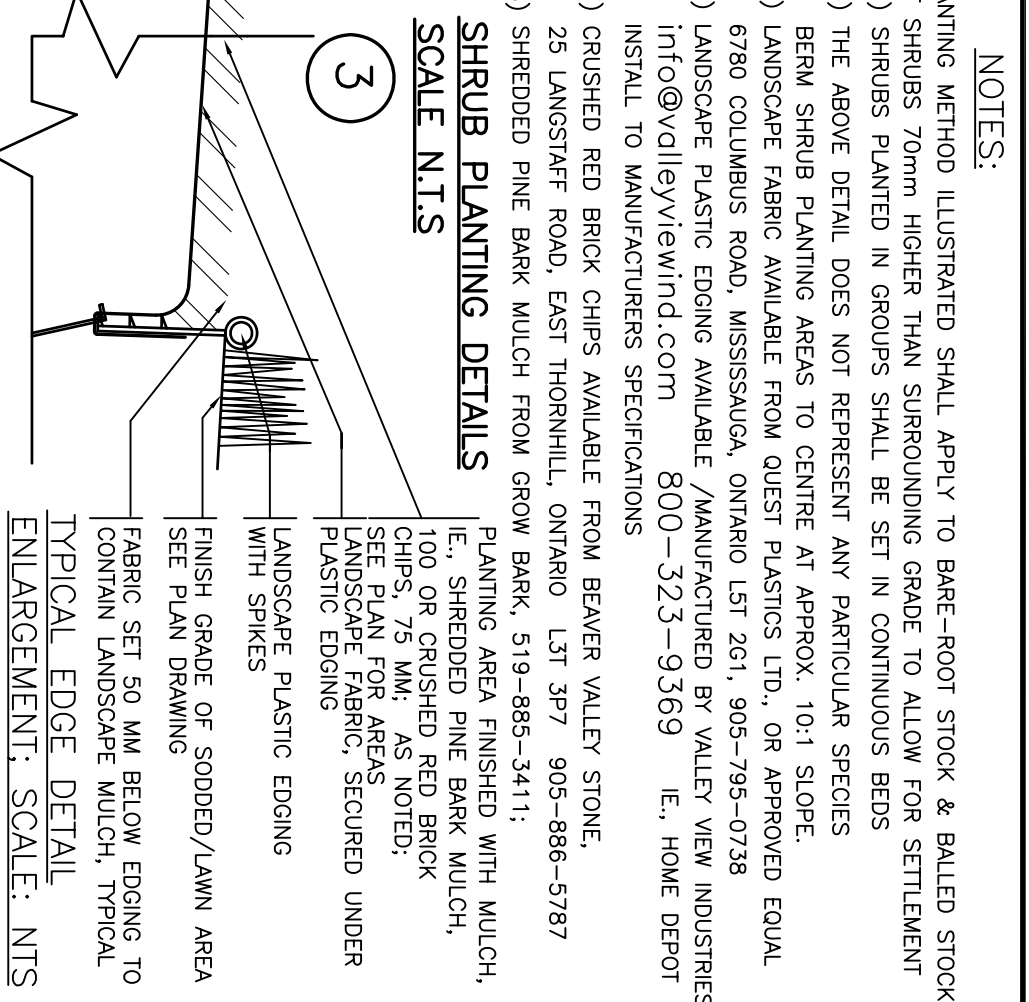 NOTES:
METHOD ILLUSTRATED SHALL APPLY TO BARE-ROOT STOCK & BALLED STOCK
SHRUBS 70mm HIGHER THAN SURROUNDING GRADE TO ALLOW FOR SETTLEMENT
) SHRUBS PLANTED IN GROUPS SHALL BE SET IN CONTINUOUS BEDS
) THE ABOVE DETAIL DOES NOT REPRESENT ANY PARTICULAR SPECIES
BERM SHRUB PLANTING AREAS TO CENTRE AT APPROX. 10:1 SLOPE.
) LANDSCAPE FABRIC AVAILABLE FROM QUEST PLASTICS LTD., OR APPROVED EQUAL
6780 COLUMBUS ROAD, MISSISSAUGA, ONTARIO L5T 2G1, 905-795-0738
) LANDSCAPE PLASTIC EDGING AVAILABLE /MANUFACTURED BY VALLEY VIEW INDUSTRIES
info@valleyviewind.com 800-323-9369 IE., HOME DEPOT
INSTALL TO MANUFACTURERS SPECIFICATIONS
) CRUSHED RED BRICK CHIPS AVAILABLE FROM BEAVER VALLEY STONE,
25 LANGSTAFF ROAD, EAST THORNHILL, ONTARIO L3T 3P7 905-886-5787
) SHREDDED PINE BARK MULCH FROM GROW BARK, 519-885-3411;
SHRUB PLANTING DETAILS
SCALE N.T.S
3
PLANTING AREA FINISHED WITH MULCH,
IE., SHREDDED PINE BARK MULCH,
100 OR CRUSHED RED BRICK
CHIPS, 75 MM; AS NOTED;
SEE PLAN FOR AREAS
LANDSCAPE FABRIC, SECURED UNDER
PLASTIC EDGING
LANDSCAPE PLASTIC EDGING
WITH SPIKES
FINISH GRADE OF SODDED/LAWN AREA
SEE PLAN DRAWING
FABRIC SET 50 MM BELOW EDGING TO
CONTAIN LANDSCAPE MULCH, TYPICAL
TYPICAL EDGE DETAIL
ENLARGEMENT; SCALE: NTS